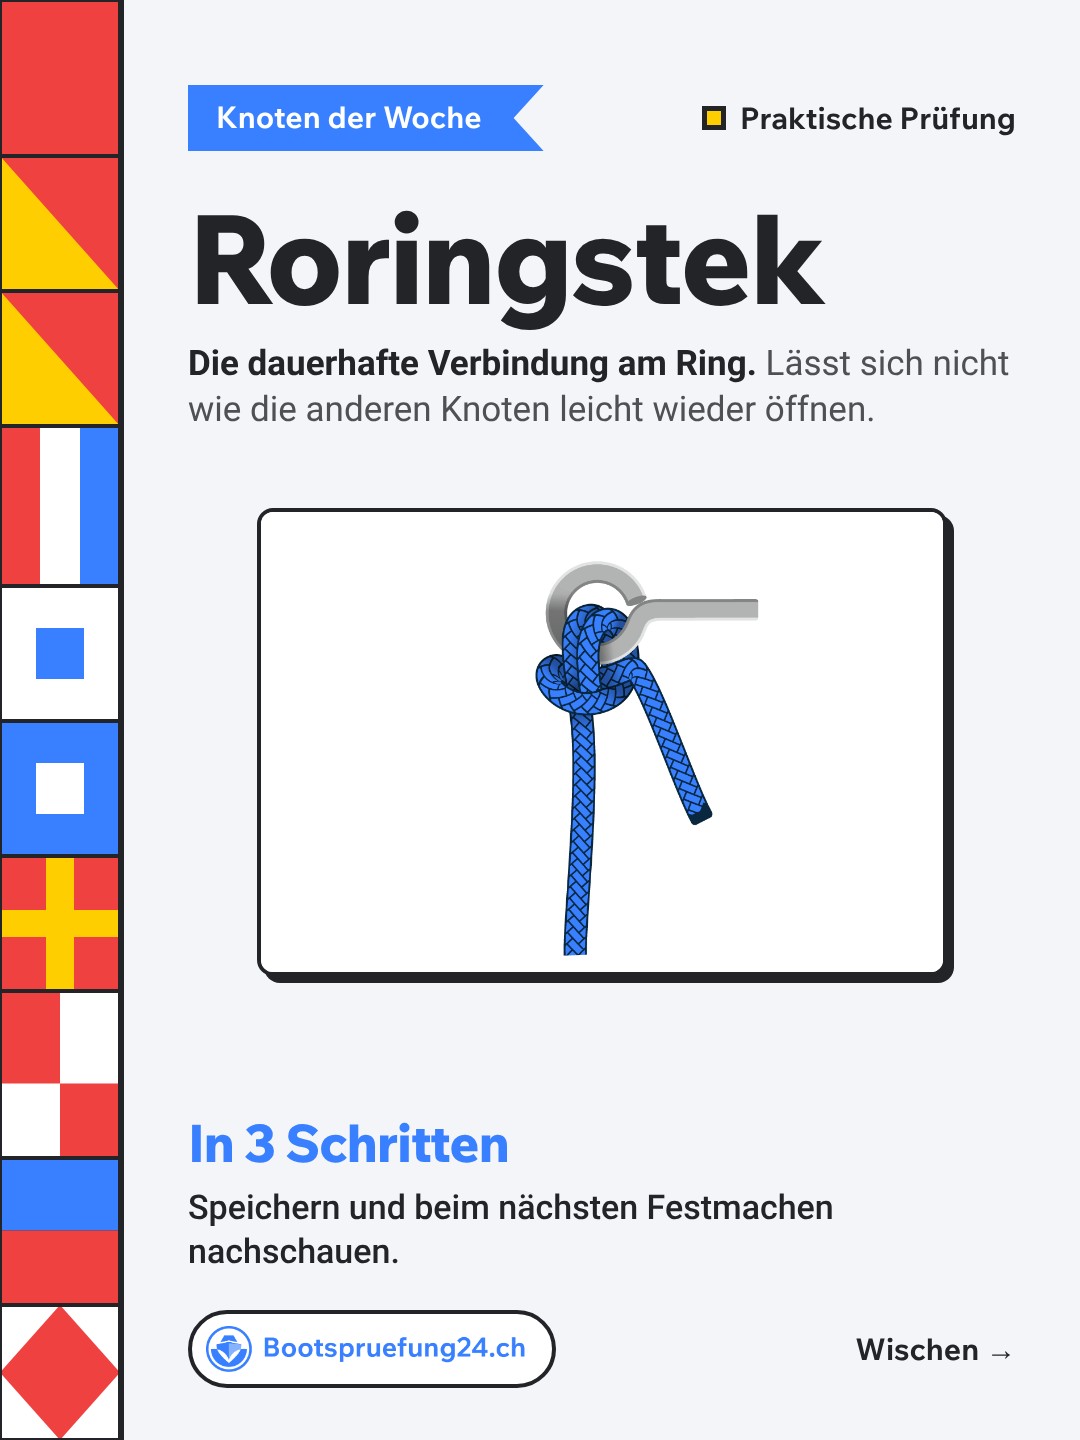 Knoten der Woche
Praktische Prüfung
Roringstek
Die dauerhafte Verbindung am Ring. Lässt sich nicht
wie die anderen Knoten leicht wieder öffnen.
In 3 Schritten
Speichern und beim nächsten Festmachen
nachschauen.
Bootspruefung24.ch
Wischen →